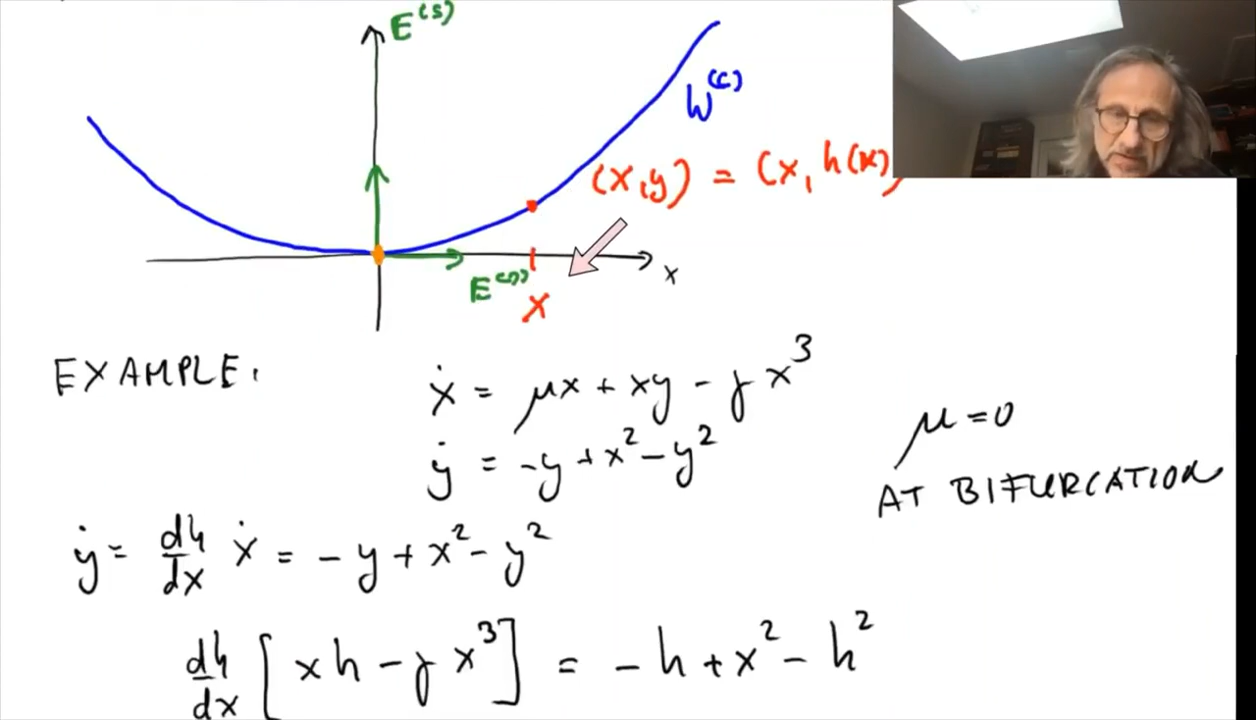 E^(s)
W^(c)
(x,y) = (x, h(x)
x
E^(c)
x
EXAMPLE:
ẋ = μx + xy - γx³
ẏ = -y + x² - y²
μ = 0
AT BIFURCATION
ẏ = dh/dx ẋ = -y + x² - y²
dh/dx [xh - γx³] = -h + x² - h²